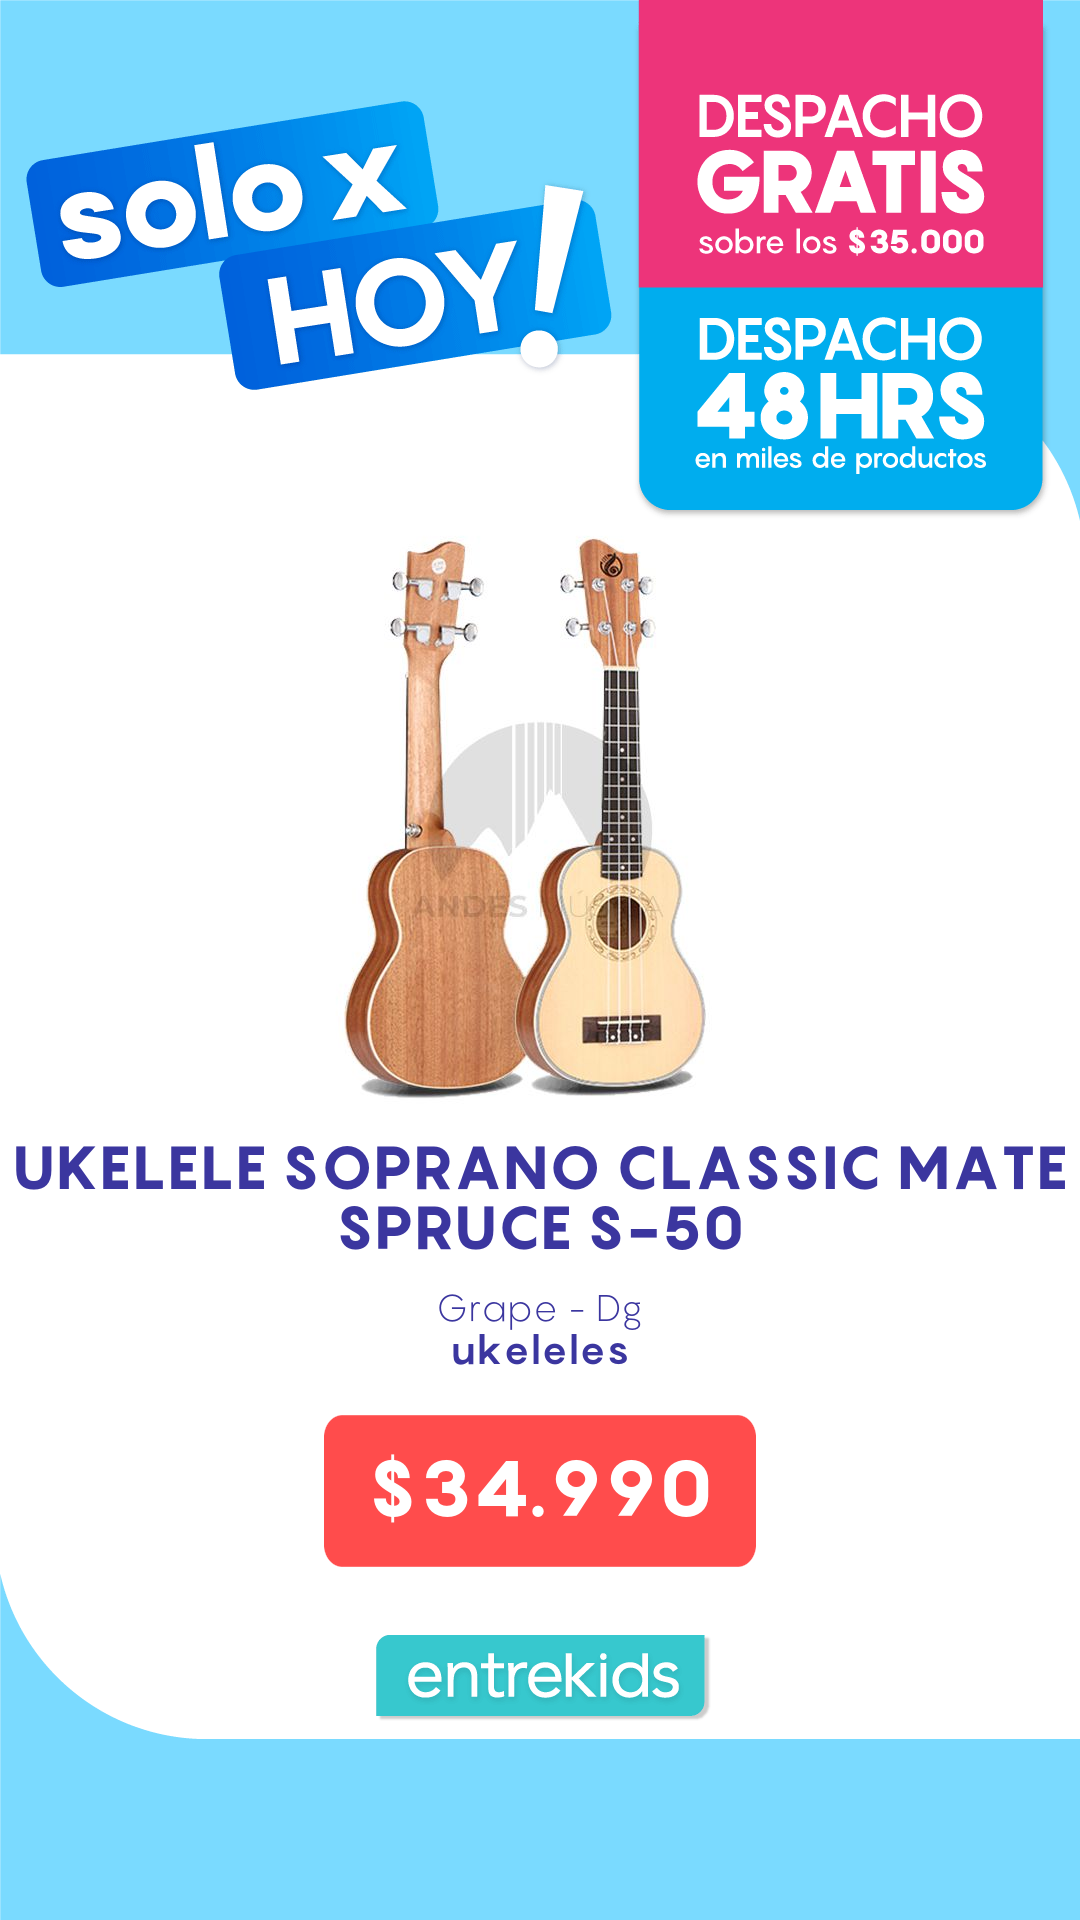 solo x
HOY!
DESPACHO
GRATIS
sobre los $35.000
DESPACHO
48HRS
en miles de productos
ANDES MÚSICA
UKELELE SOPRANO CLASSIC MATE
SPRUCE S-50
Grape - Dg
ukeleles
$34.990
entrekids